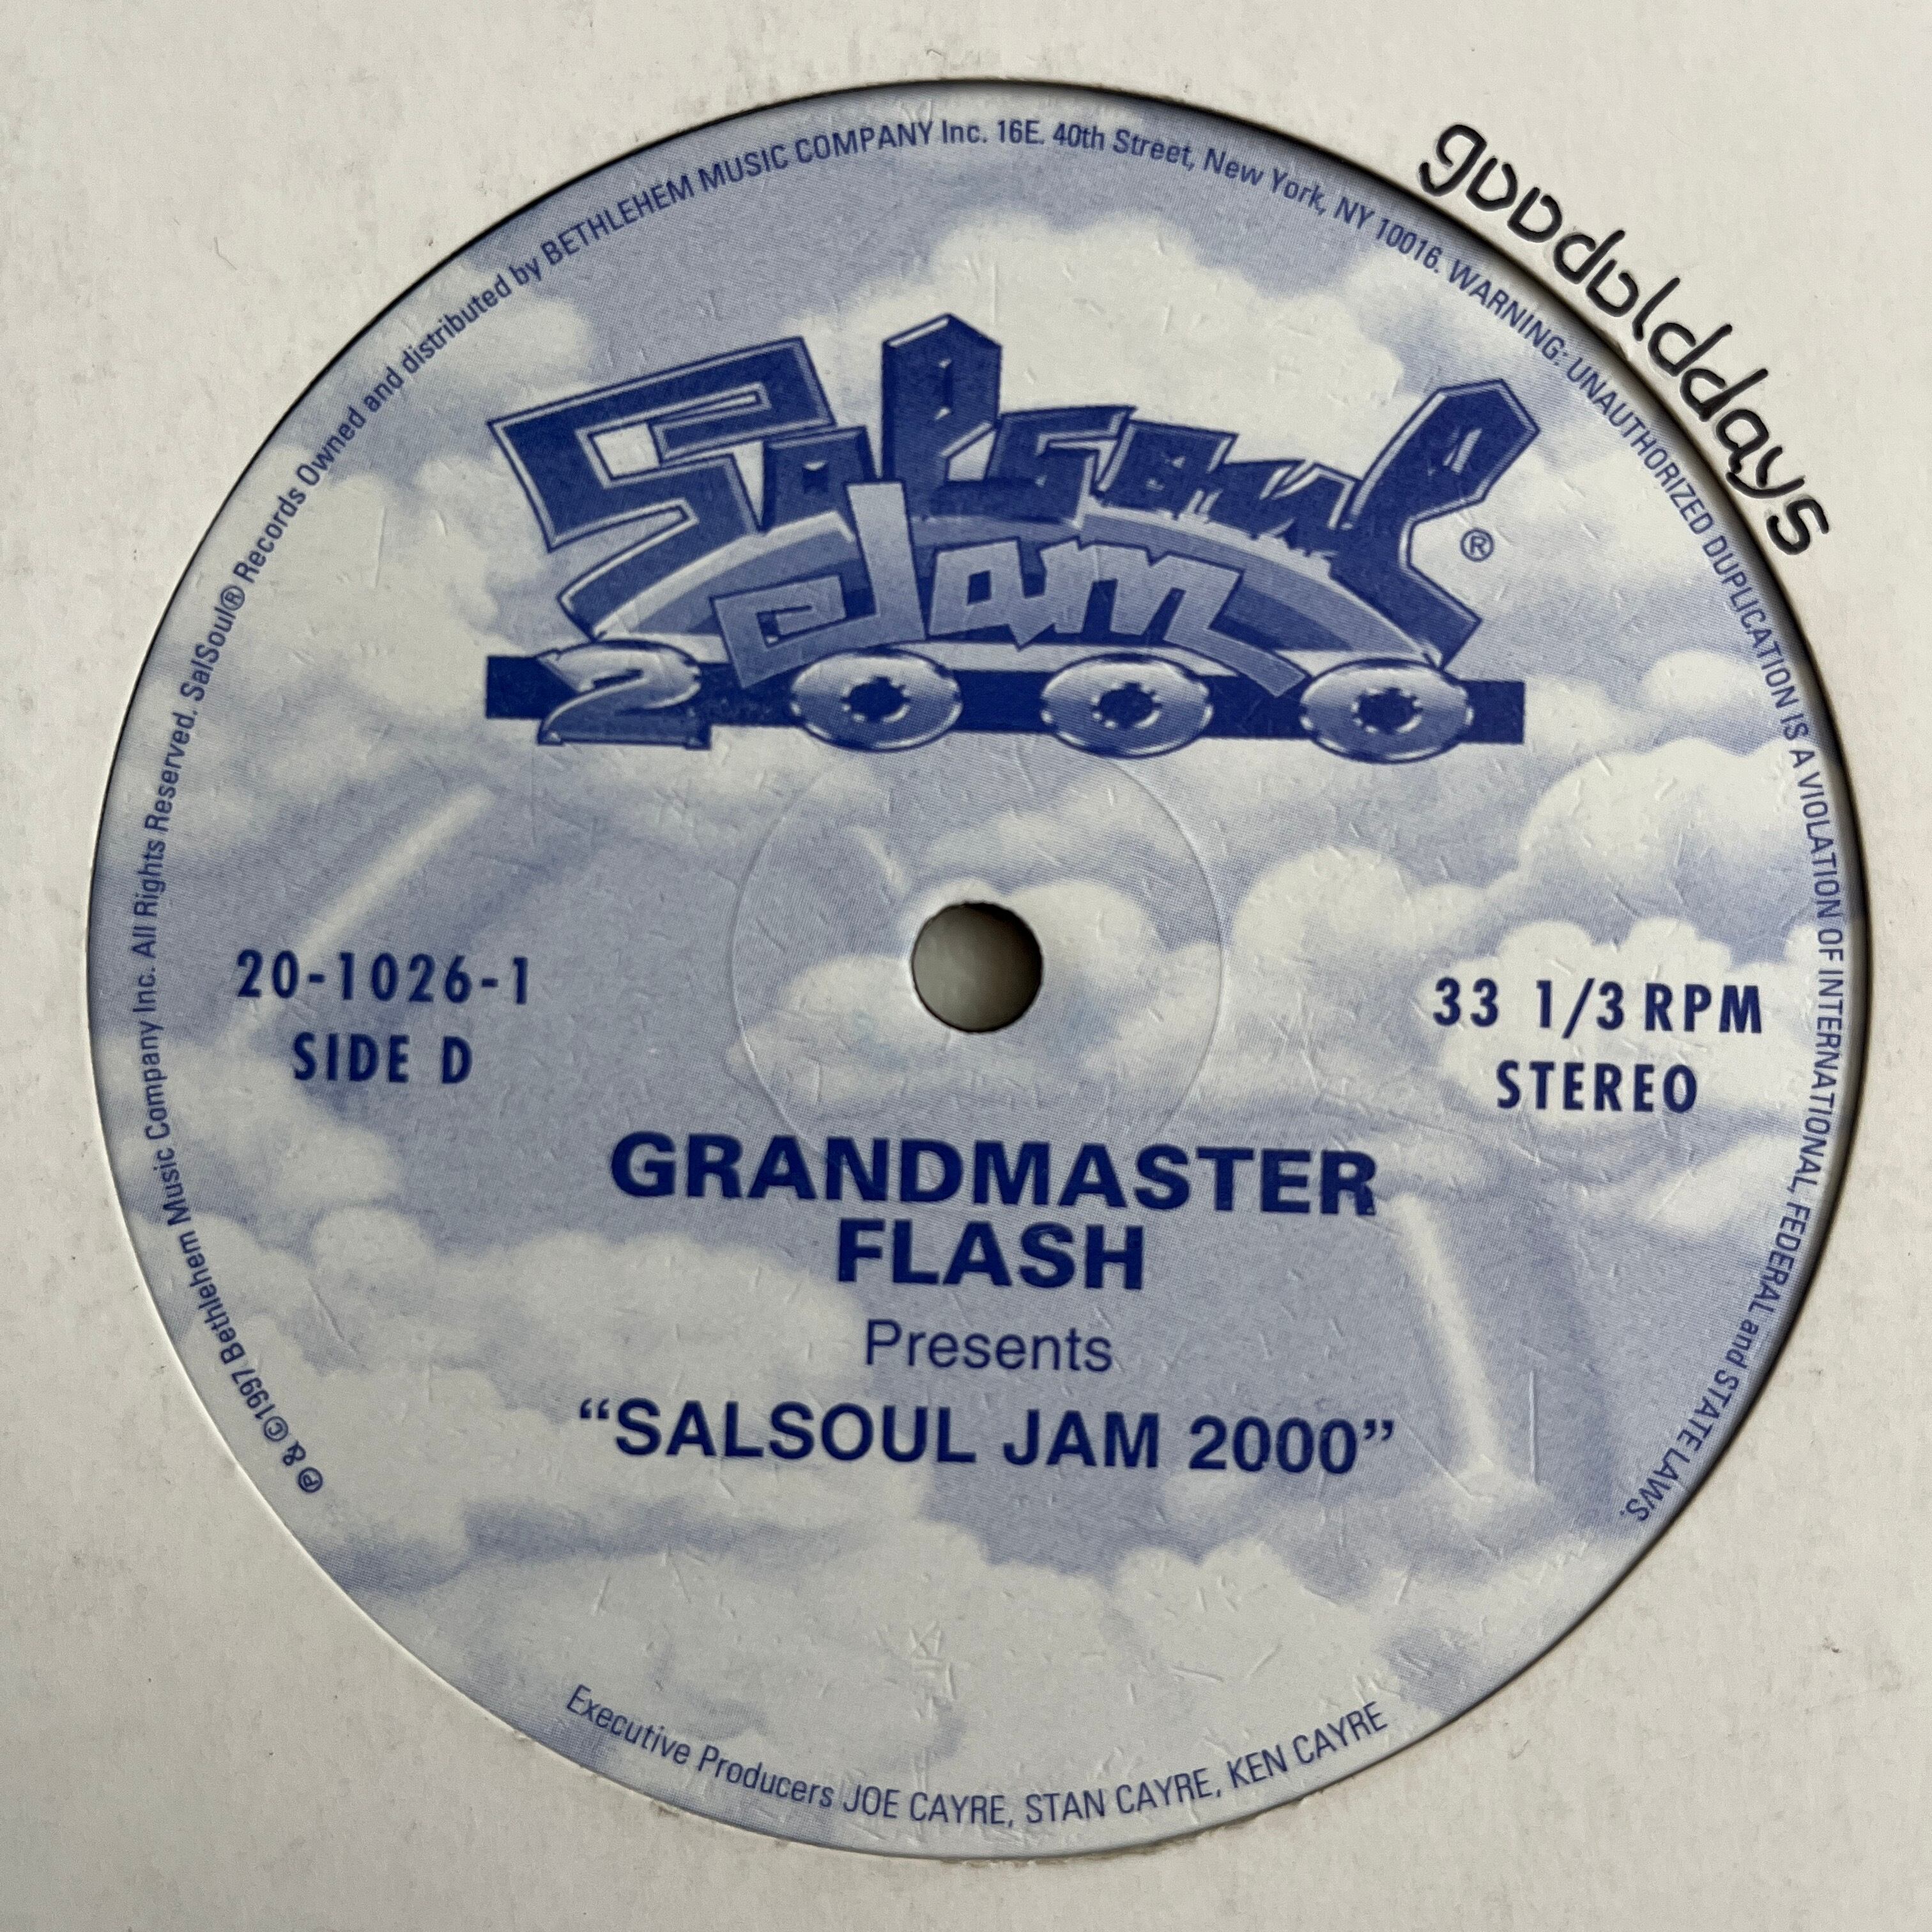 gooddolddays
Salsoul®
Jam
2000
20-1026-1
SIDE D
33 1/3 RPM
STEREO
GRANDMASTER
FLASH
Presents
“SALSOUL JAM 2000”
Executive Producers JOE CAYRE, STAN CAYRE, KEN CAYRE
℗ & ©1997 Bethlehem Music Company Inc. All Rights Reserved. SalSoul® Records Owned and distributed by BETHLEHEM MUSIC COMPANY Inc. 16E. 40th Street, New York, NY 10016. WARNING: UNAUTHORIZED DUPLICATION IS A VIOLATION OF INTERNATIONAL, FEDERAL and STATE LAWS.